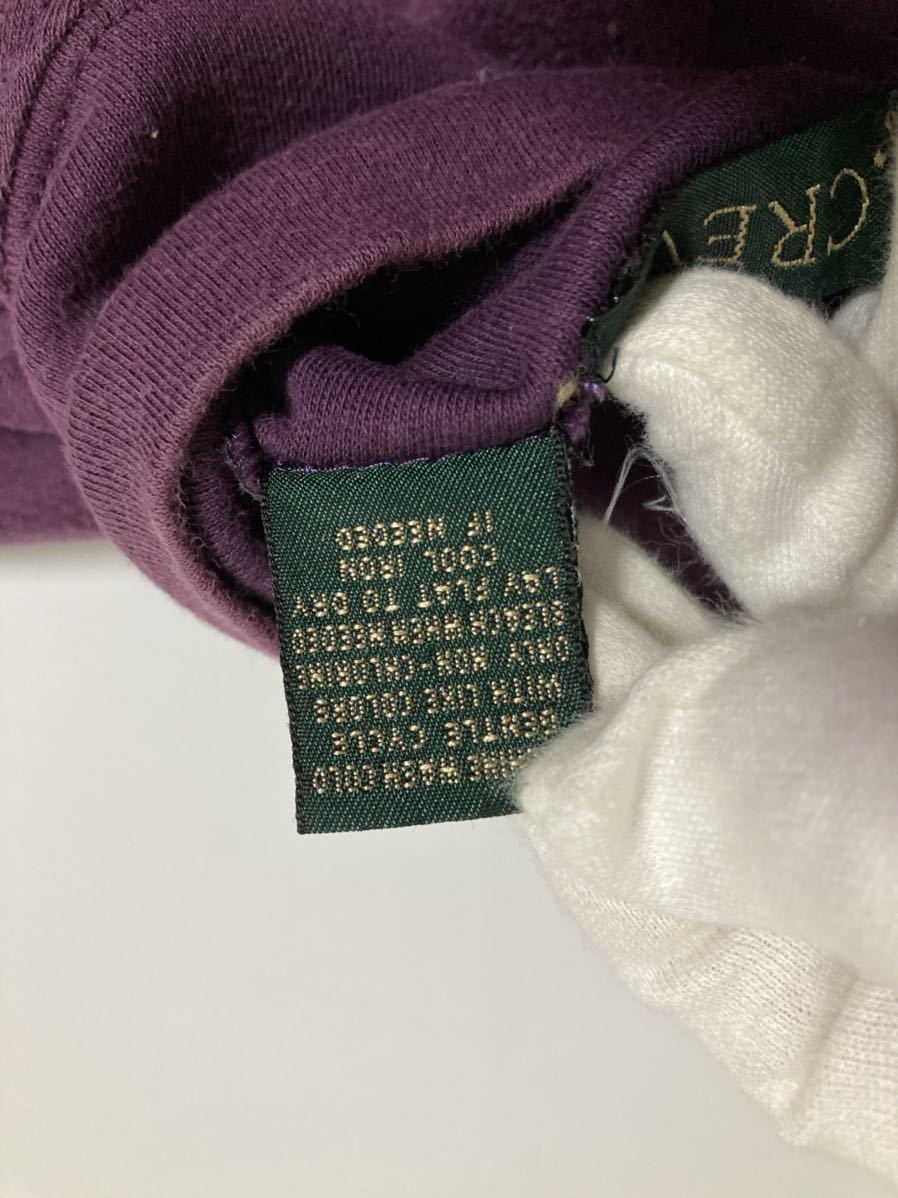 CRE
WASH COLD
GENTLE CYCLE
WITH LIKE COLORS
ONLY NON-CHLORINE
BLEACH WHEN NEEDED
LAY FLAT TO DRY
COOL IRON
IF NEEDED